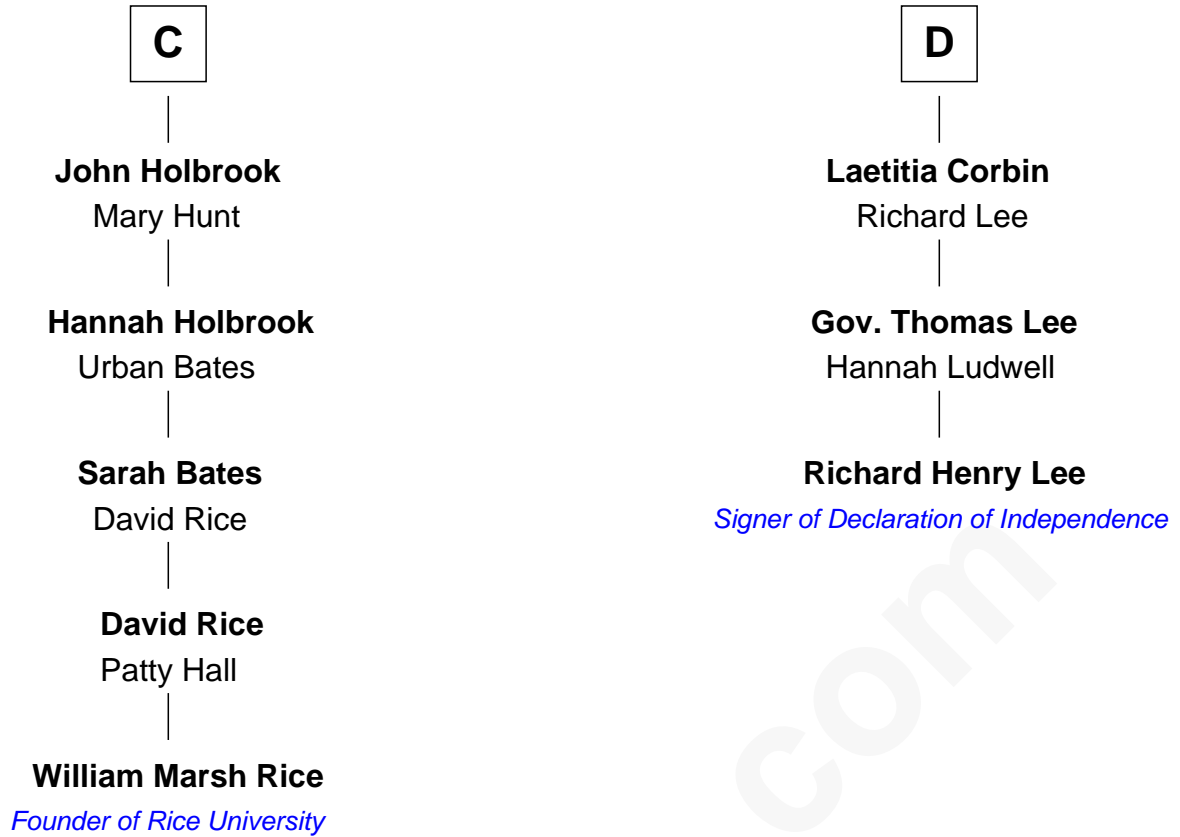 C
John Holbrook
Mary Hunt
Hannah Holbrook
Urban Bates
Sarah Bates
David Rice
David Rice
Patty Hall
William Marsh Rice
Founder of Rice University
D
Laetitia Corbin
Richard Lee
Gov. Thomas Lee
Hannah Ludwell
Richard Henry Lee
Signer of Declaration of Independence
com